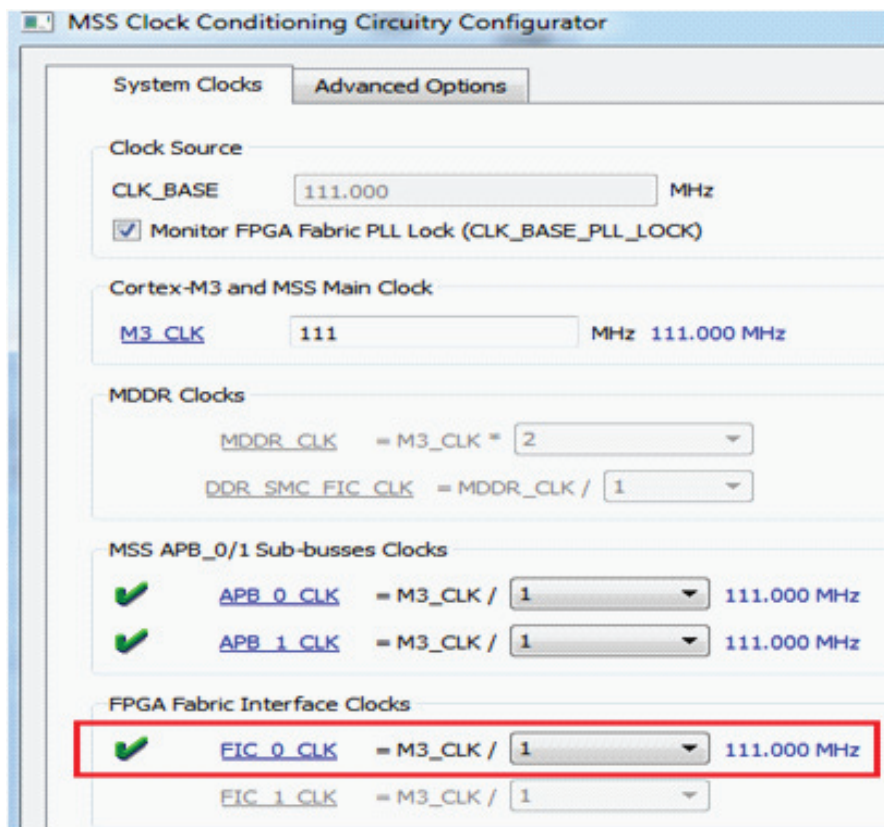 MSS Clock Conditioning Circuitry Configurator
System Clocks Advanced Options
Clock Source
CLK_BASE 111.000 MHz
Monitor FPGA Fabric PLL Lock (CLK_BASE_PLL_LOCK)
Cortex-M3 and MSS Main Clock
M3_CLK 111 MHz 111.000 MHz
MDDR Clocks
MDDR_CLK = M3_CLK * 2
DDR_SMC_FIC_CLK = MDDR_CLK / 1
MSS APB_0/1 Sub-busses Clocks
APB_0_CLK = M3_CLK / 1 111.000 MHz
APB_1_CLK = M3_CLK / 1 111.000 MHz
FPGA Fabric Interface Clocks
FIC_0_CLK = M3_CLK / 1 111.000 MHz
FIC_1_CLK = M3_CLK / 1